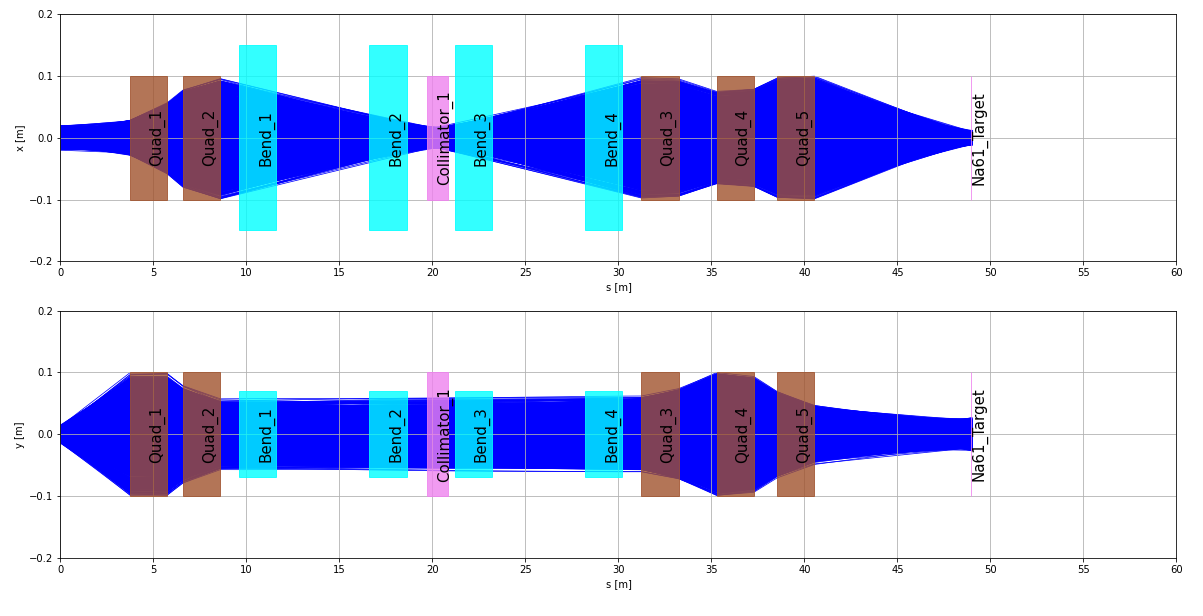 0.2
0.1
0.0
−0.1
−0.2
x [m]
Quad_1
Quad_2
Bend_1
Bend_2
Collimator_1
Bend_3
Bend_4
Quad_3
Quad_4
Quad_5
Na61_Target
0 5 10 15 20 25 30 35 40 45 50 55 60
s [m]
0.2
0.1
0.0
−0.1
−0.2
y [m]
Quad_1
Quad_2
Bend_1
Bend_2
Collimator_1
Bend_3
Bend_4
Quad_3
Quad_4
Quad_5
Na61_Target
0 5 10 15 20 25 30 35 40 45 50 55 60
s [m]